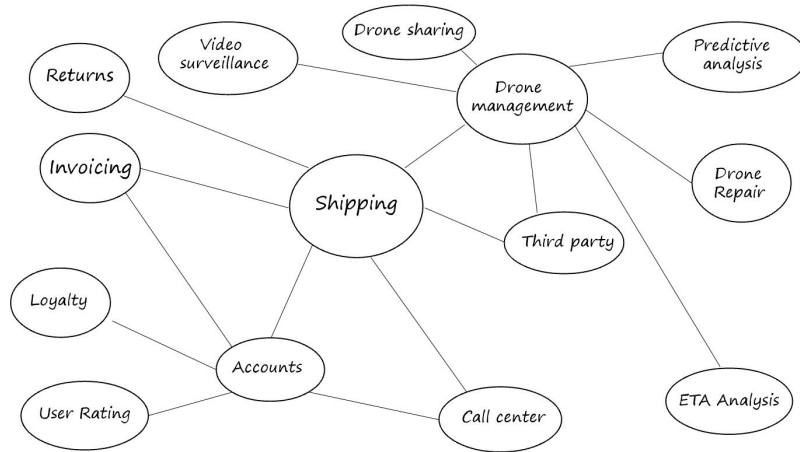 Drone sharing
Video
surveillance
Predictive
analysis
Returns
Drone
management
Invoicing
Drone
Repair
Shipping
Third party
Loyalty
Accounts
ETA Analysis
User Rating
Call center